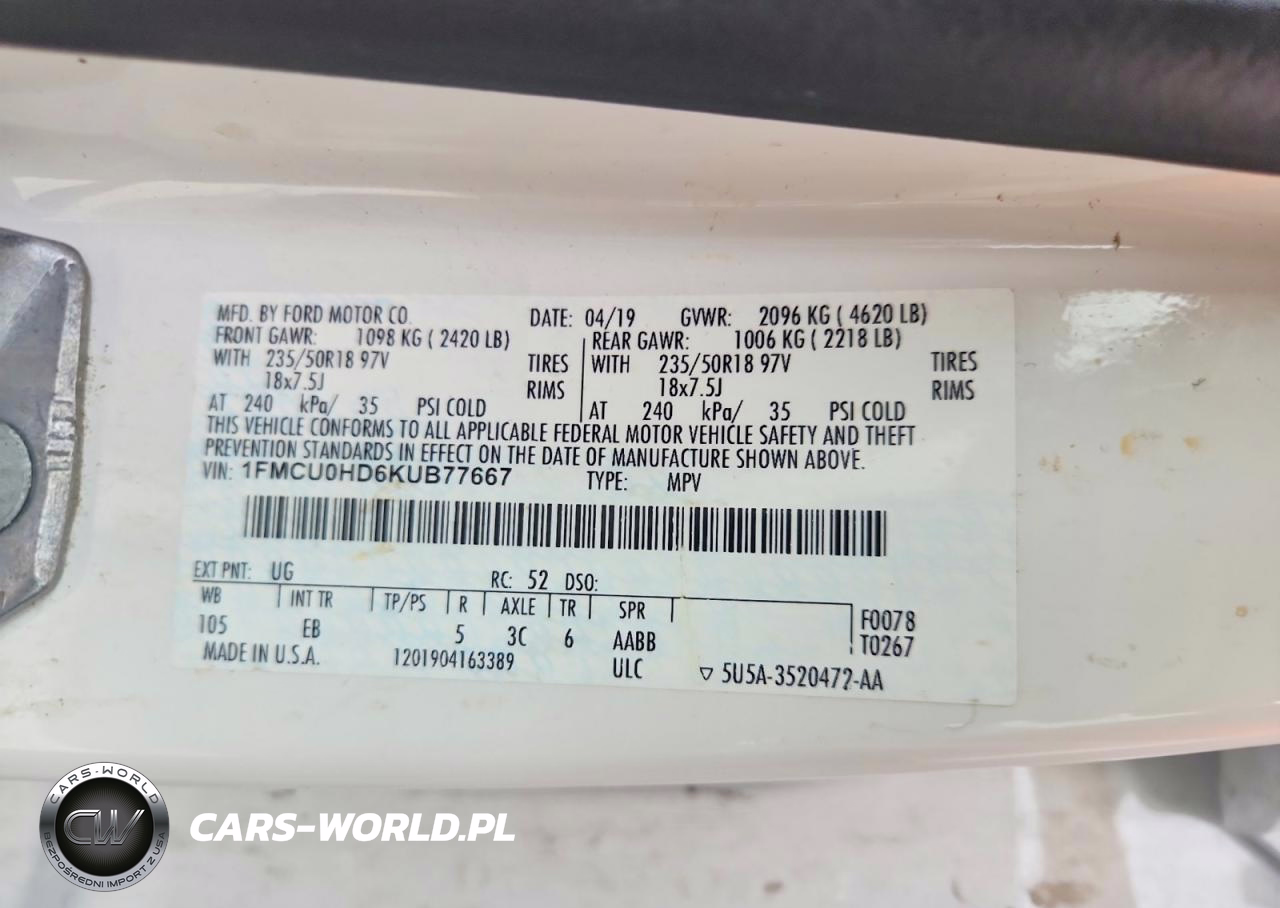 MFD. BY FORD MOTOR CO. DATE: 04/19 GVWR: 2096 KG ( 4620 LB)
FRONT GAWR: 1098 KG ( 2420 LB) REAR GAWR: 1006 KG ( 2218 LB)
WITH 235/50R18 97V TIRES WITH 235/50R18 97V TIRES
18x7.5J RIMS 18x7.5J RIMS
AT 240 kPa/ 35 PSI COLD AT 240 kPa/ 35 PSI COLD
THIS VEHICLE CONFORMS TO ALL APPLICABLE FEDERAL MOTOR VEHICLE SAFETY AND THEFT
PREVENTION STANDARDS IN EFFECT ON THE DATE OF MANUFACTURE SHOWN ABOVE.
VIN: 1FMCU0HD6KUB77667 TYPE: MPV
EXT PNT: UG RC: 52 DSO:
WB INT TR TP/PS R AXLE TR SPR F0078
105 EB 5 3C 6 AABB T0267
MADE IN U.S.A. 1201904163389 ULC ▽ 5U5A-3520472-AA
CARS-WORLD
CW
BEZPOŚREDNI IMPORT Z USA
CARS-WORLD.PL